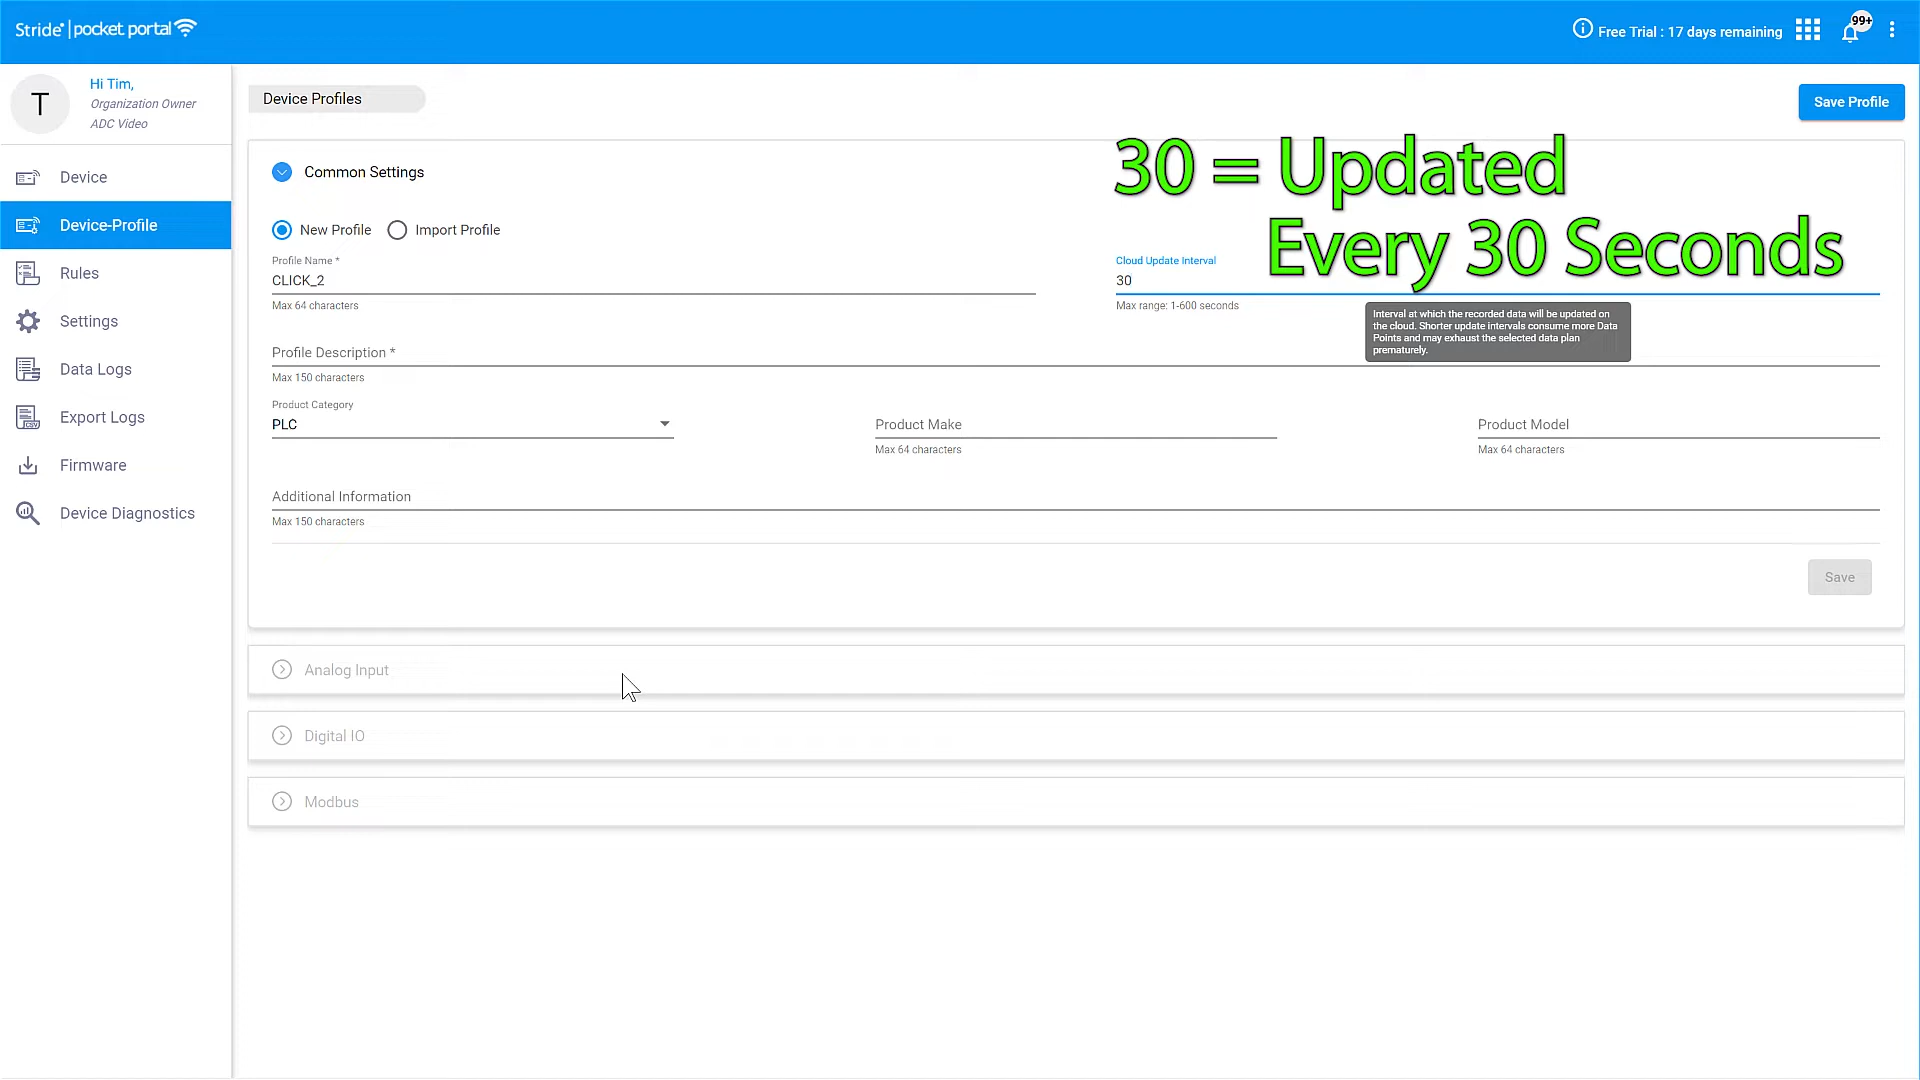 Stride | pocket portal
Free Trial : 17 days remaining
99+
T
Hi Tim,
Organization Owner
ADC Video
Device Profiles
Save Profile
Device
Device-Profile
Rules
Settings
Data Logs
Export Logs
CSV
Firmware
Device Diagnostics
Common Settings
30 = Updated
Every 30 Seconds
New Profile
Import Profile
Profile Name *
CLICK_2
Max 64 characters
Cloud Update Interval
30
Max range: 1-600 seconds
Interval at which the recorded data will be updated on
the cloud. Shorter update intervals consume more Data
Points and may exhaust the selected data plan
prematurely.
Profile Description *
Max 150 characters
Product Category
PLC
Product Make
Max 64 characters
Product Model
Max 64 characters
Additional Information
Max 150 characters
Save
Analog Input
Digital IO
Modbus